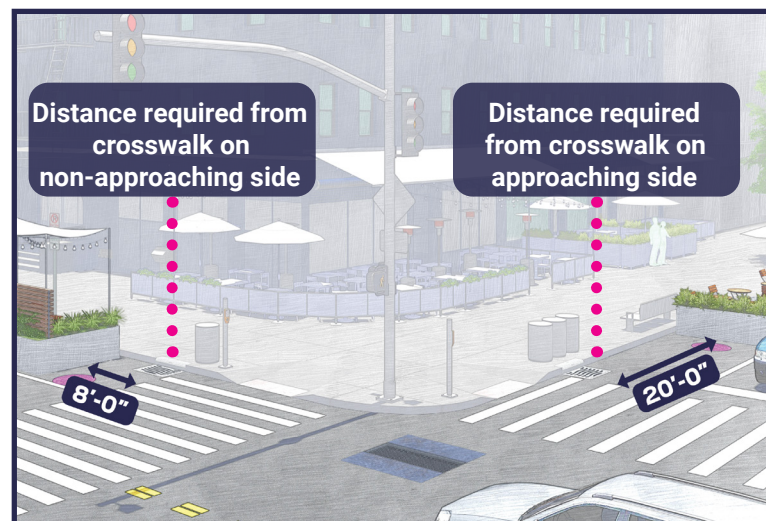 Distance required from
crosswalk on
non-approaching side
Distance required
from crosswalk on
approaching side
8'-0"
20'-0"